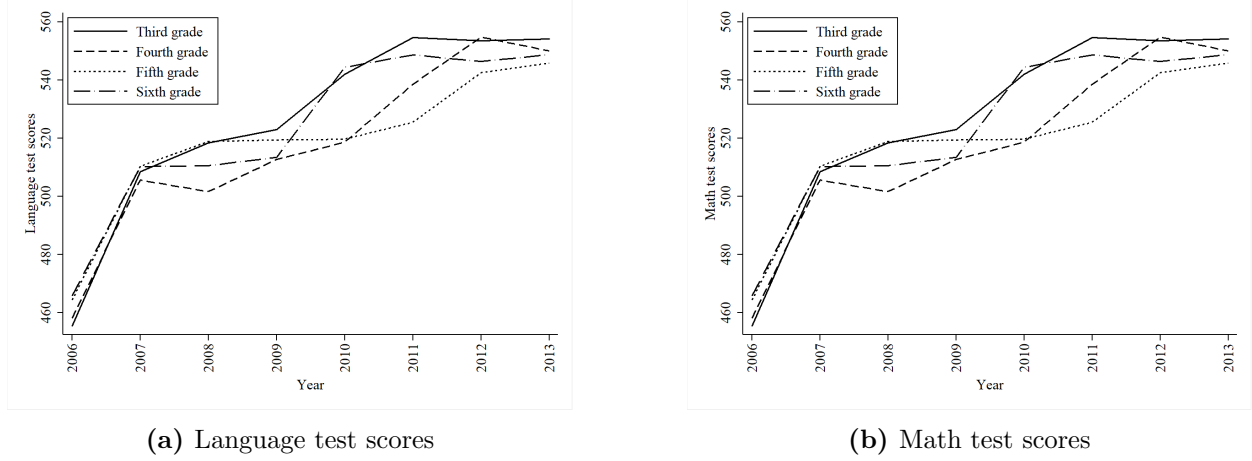 560
540
520
500
480
460
Language test scores
Third grade
Fourth grade
Fifth grade
Sixth grade
2006
2007
2008
2009
2010
2011
2012
2013
Year
(a) Language test scores
560
540
520
500
480
460
Math test scores
Third grade
Fourth grade
Fifth grade
Sixth grade
2006
2007
2008
2009
2010
2011
2012
2013
Year
(b) Math test scores